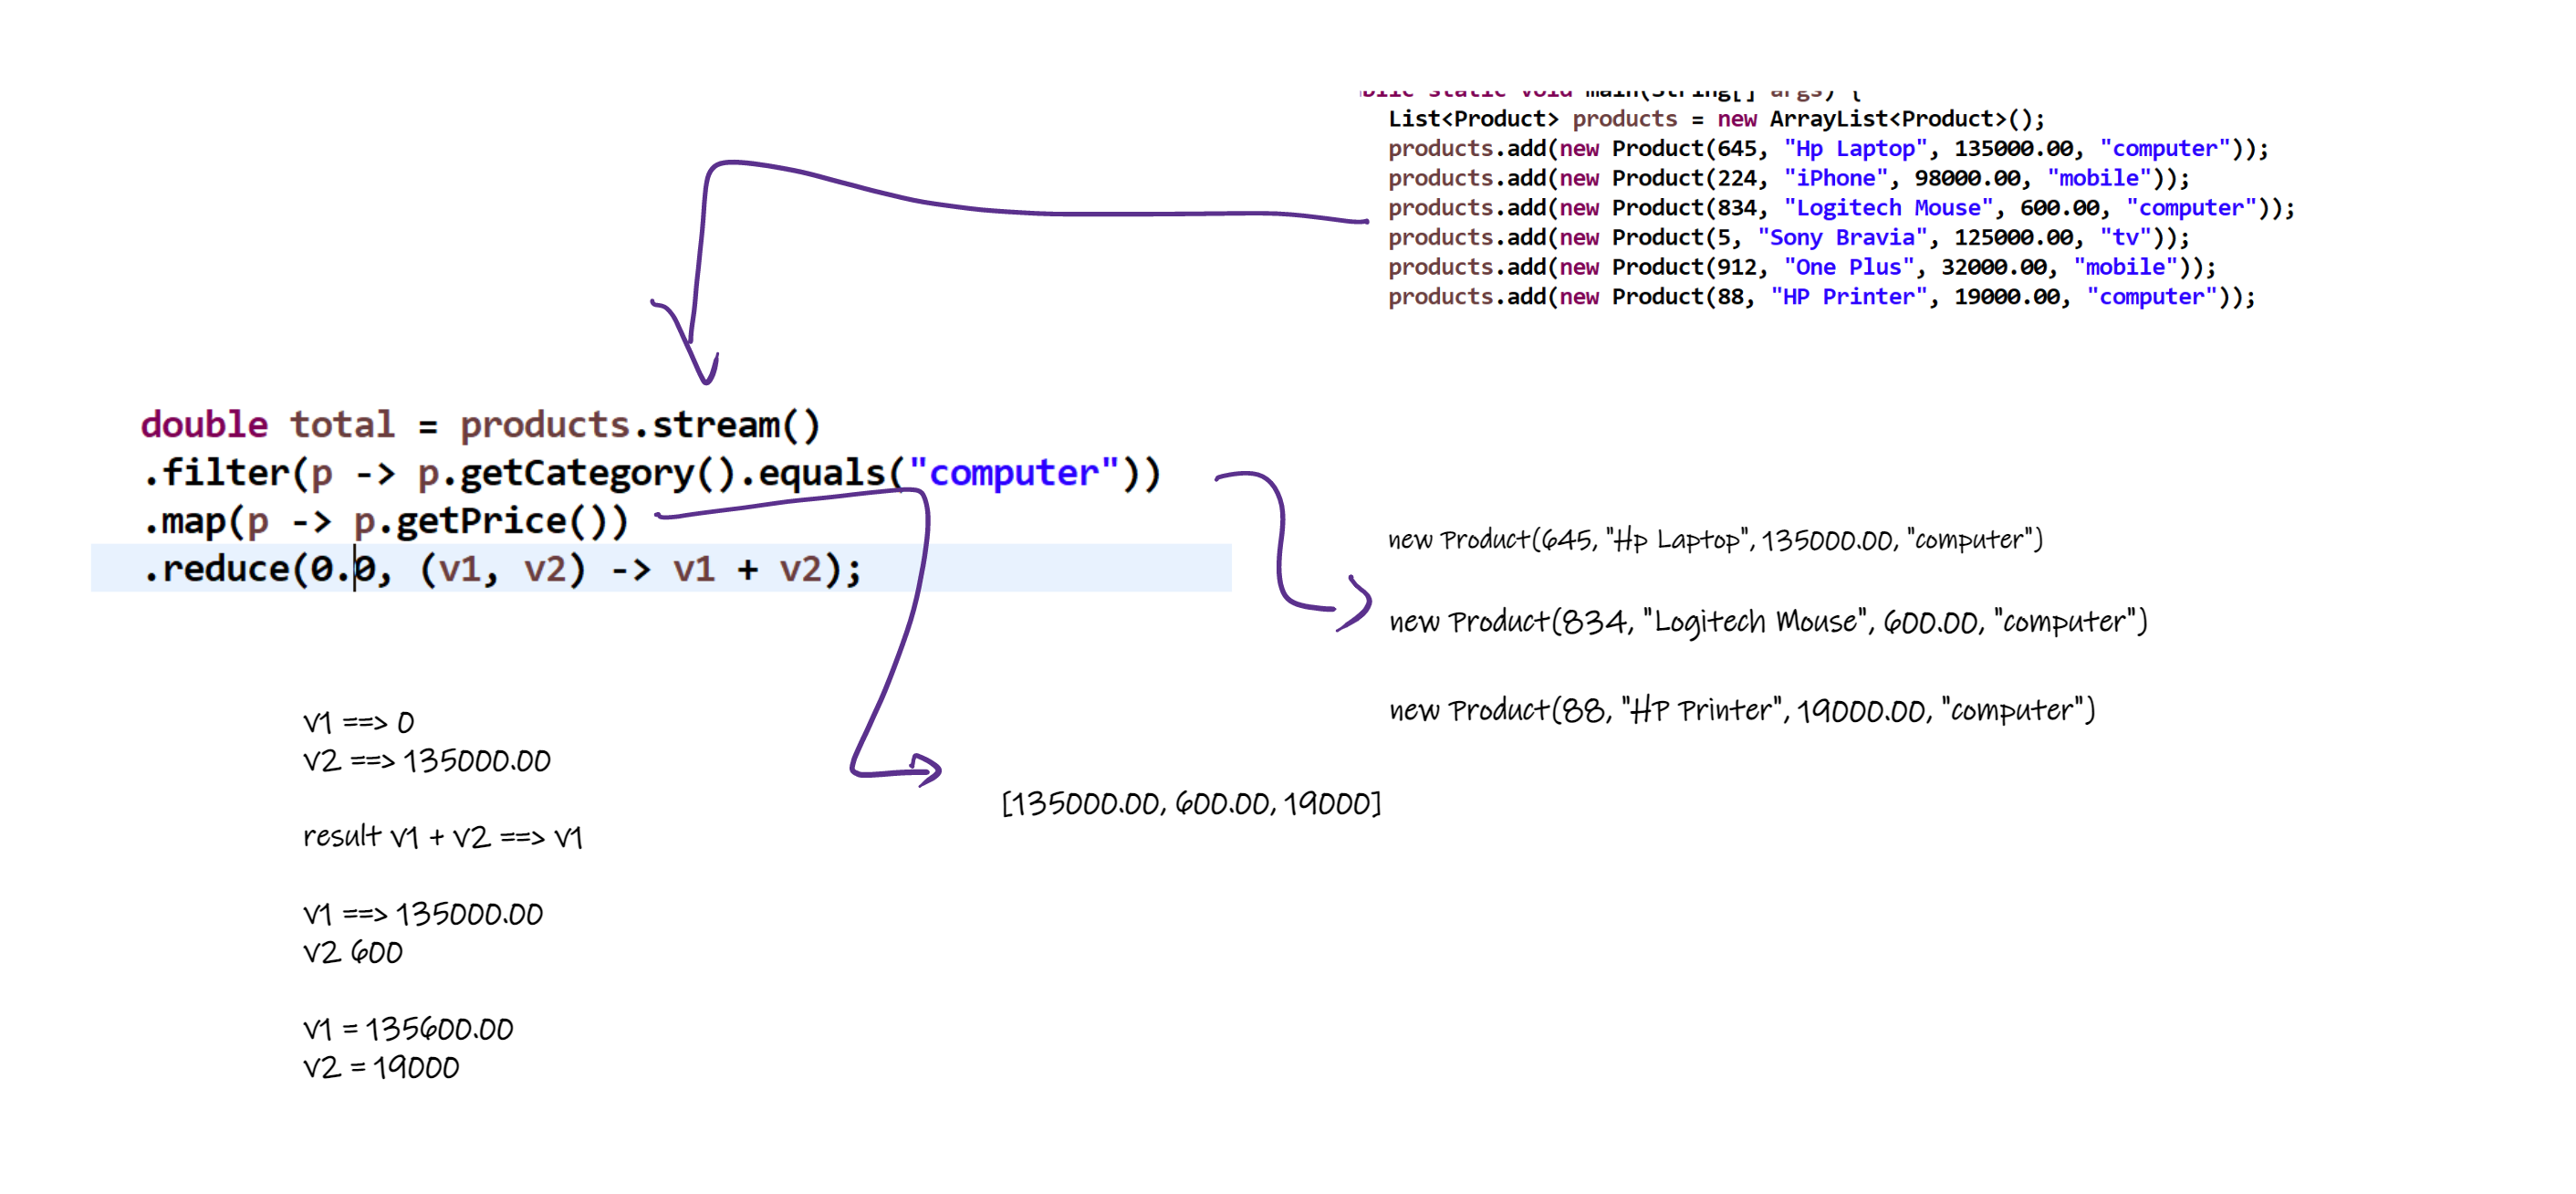 public static void main(String[] args) {
List<Product> products = new ArrayList<Product>();
products.add(new Product(645, "Hp Laptop", 135000.00, "computer"));
products.add(new Product(224, "iPhone", 98000.00, "mobile"));
products.add(new Product(834, "Logitech Mouse", 600.00, "computer"));
products.add(new Product(5, "Sony Bravia", 125000.00, "tv"));
products.add(new Product(912, "One Plus", 32000.00, "mobile"));
products.add(new Product(88, "HP Printer", 19000.00, "computer"));
double total = products.stream()
.filter(p -> p.getCategory().equals("computer"))
.map(p -> p.getPrice())
.reduce(0.0, (v1, v2) -> v1 + v2);
new Product(645, "Hp Laptop", 135000.00, "computer")
new Product(834, "Logitech Mouse", 600.00, "computer")
new Product(88, "HP Printer", 19000.00, "computer")
[135000.00, 600.00, 19000]
v1 ==> 0
v2 ==> 135000.00
result v1 + v2 ==> v1
v1 ==> 135000.00
v2 600
v1 = 135600.00
v2 = 19000